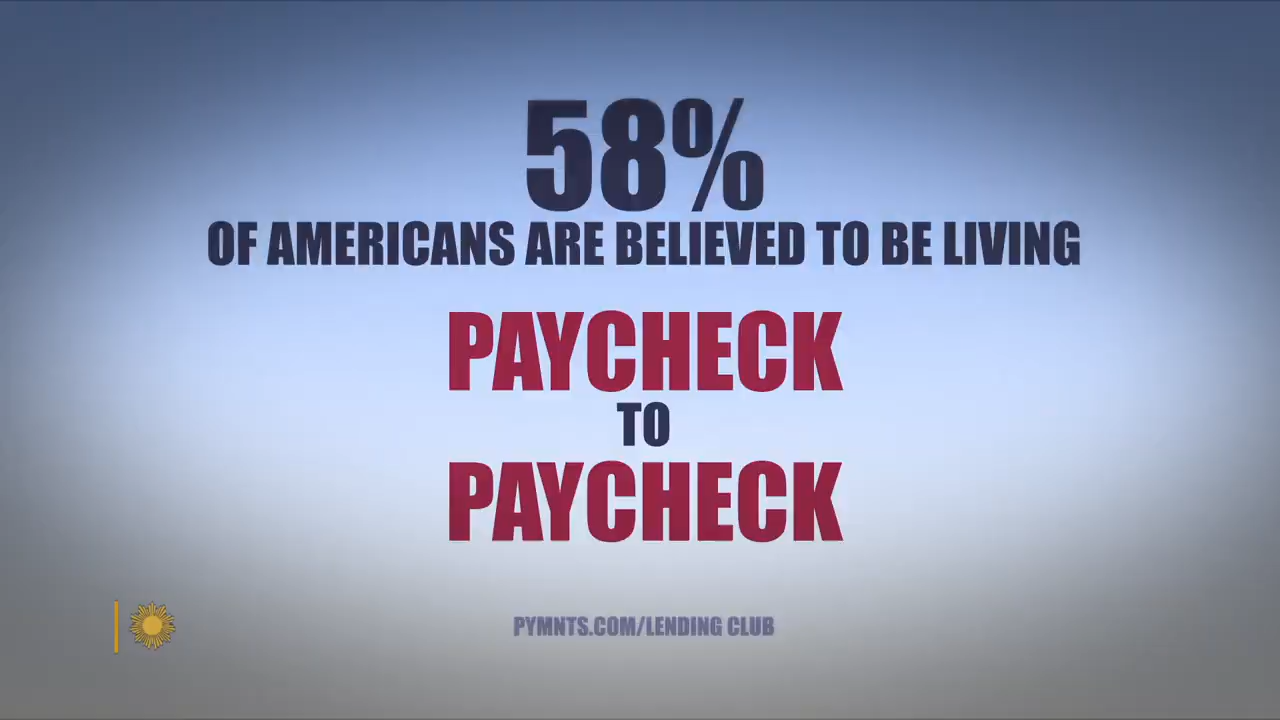 58%
OF AMERICANS ARE BELIEVED TO BE LIVING
PAYCHECK
TO
PAYCHECK
PYMNTS.COM/LENDING CLUB